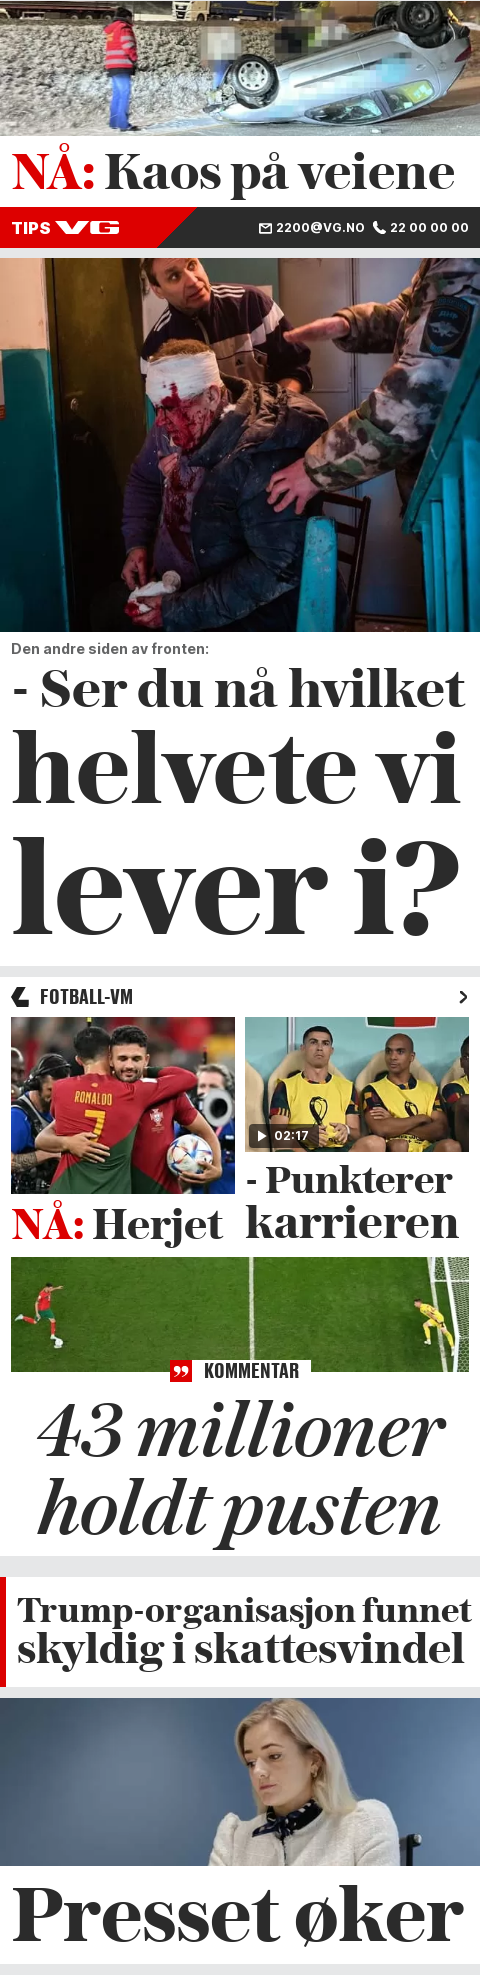 NÅ: Kaos på veiene
TIPS VG 2200@VG.NO 22 00 00 00
Den andre siden av fronten:
- Ser du nå hvilket
helvete vi
lever i?
FOTBALL-VM
RONALDO
7
02:17
NÅ: Herjet
- Punkterer
karrieren
KOMMENTAR
43 millioner
holdt pusten
Trump-organisasjon funnet
skyldig i skattesvindel
Presset øker